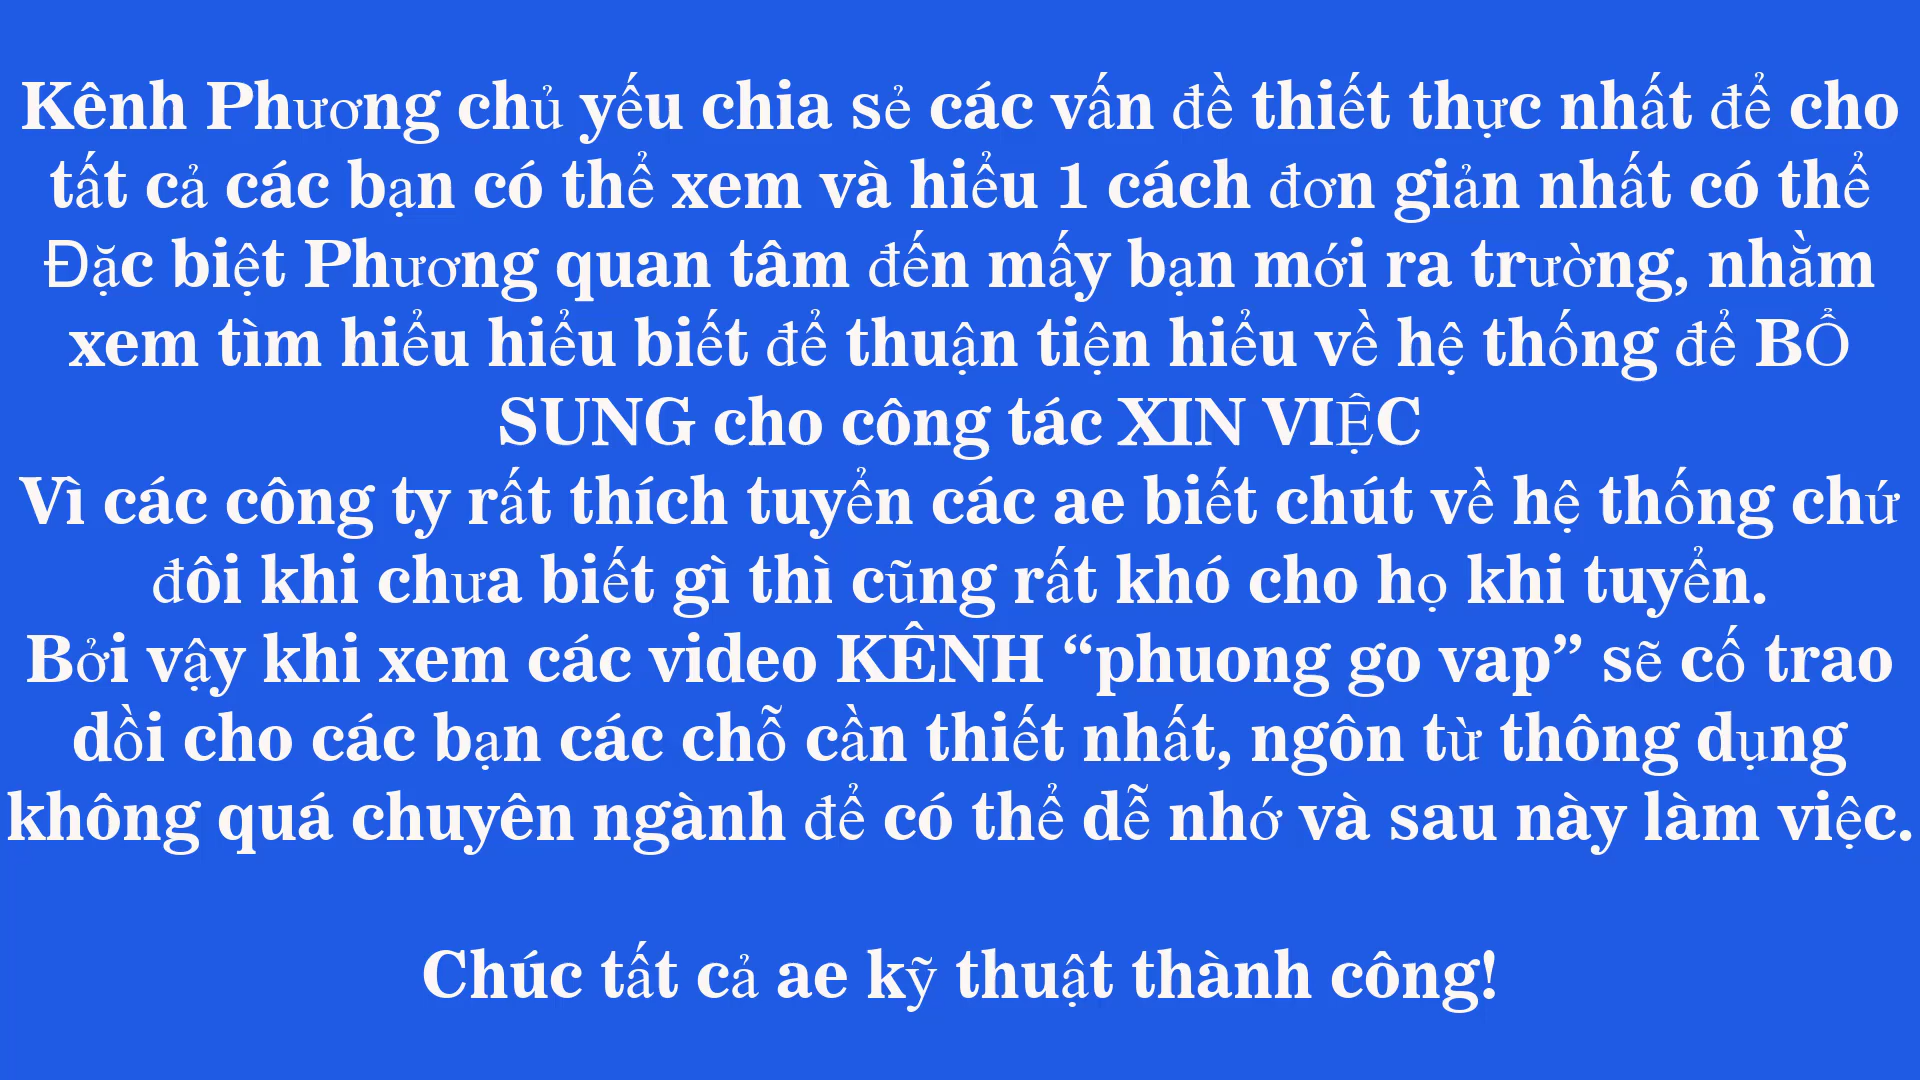 Kênh Phương chủ yếu chia sẻ các vấn đề thiết thực nhất để cho
tất cả các bạn có thể xem và hiểu 1 cách đơn giản nhất có thể
Đặc biệt Phương quan tâm đến mấy bạn mới ra trường, nhằm
xem tìm hiểu hiểu biết để thuận tiện hiểu về hệ thống để BỔ
SUNG cho công tác XIN VIỆC
Vì các công ty rất thích tuyển các ae biết chút về hệ thống chứ
đôi khi chưa biết gì thì cũng rất khó cho họ khi tuyển.
Bởi vậy khi xem các video KÊNH “phuong go vap” sẽ cố trao
dồi cho các bạn các chỗ cần thiết nhất, ngôn từ thông dụng
không quá chuyên ngành để có thể dễ nhớ và sau này làm việc.
Chúc tất cả ae kỹ thuật thành công!